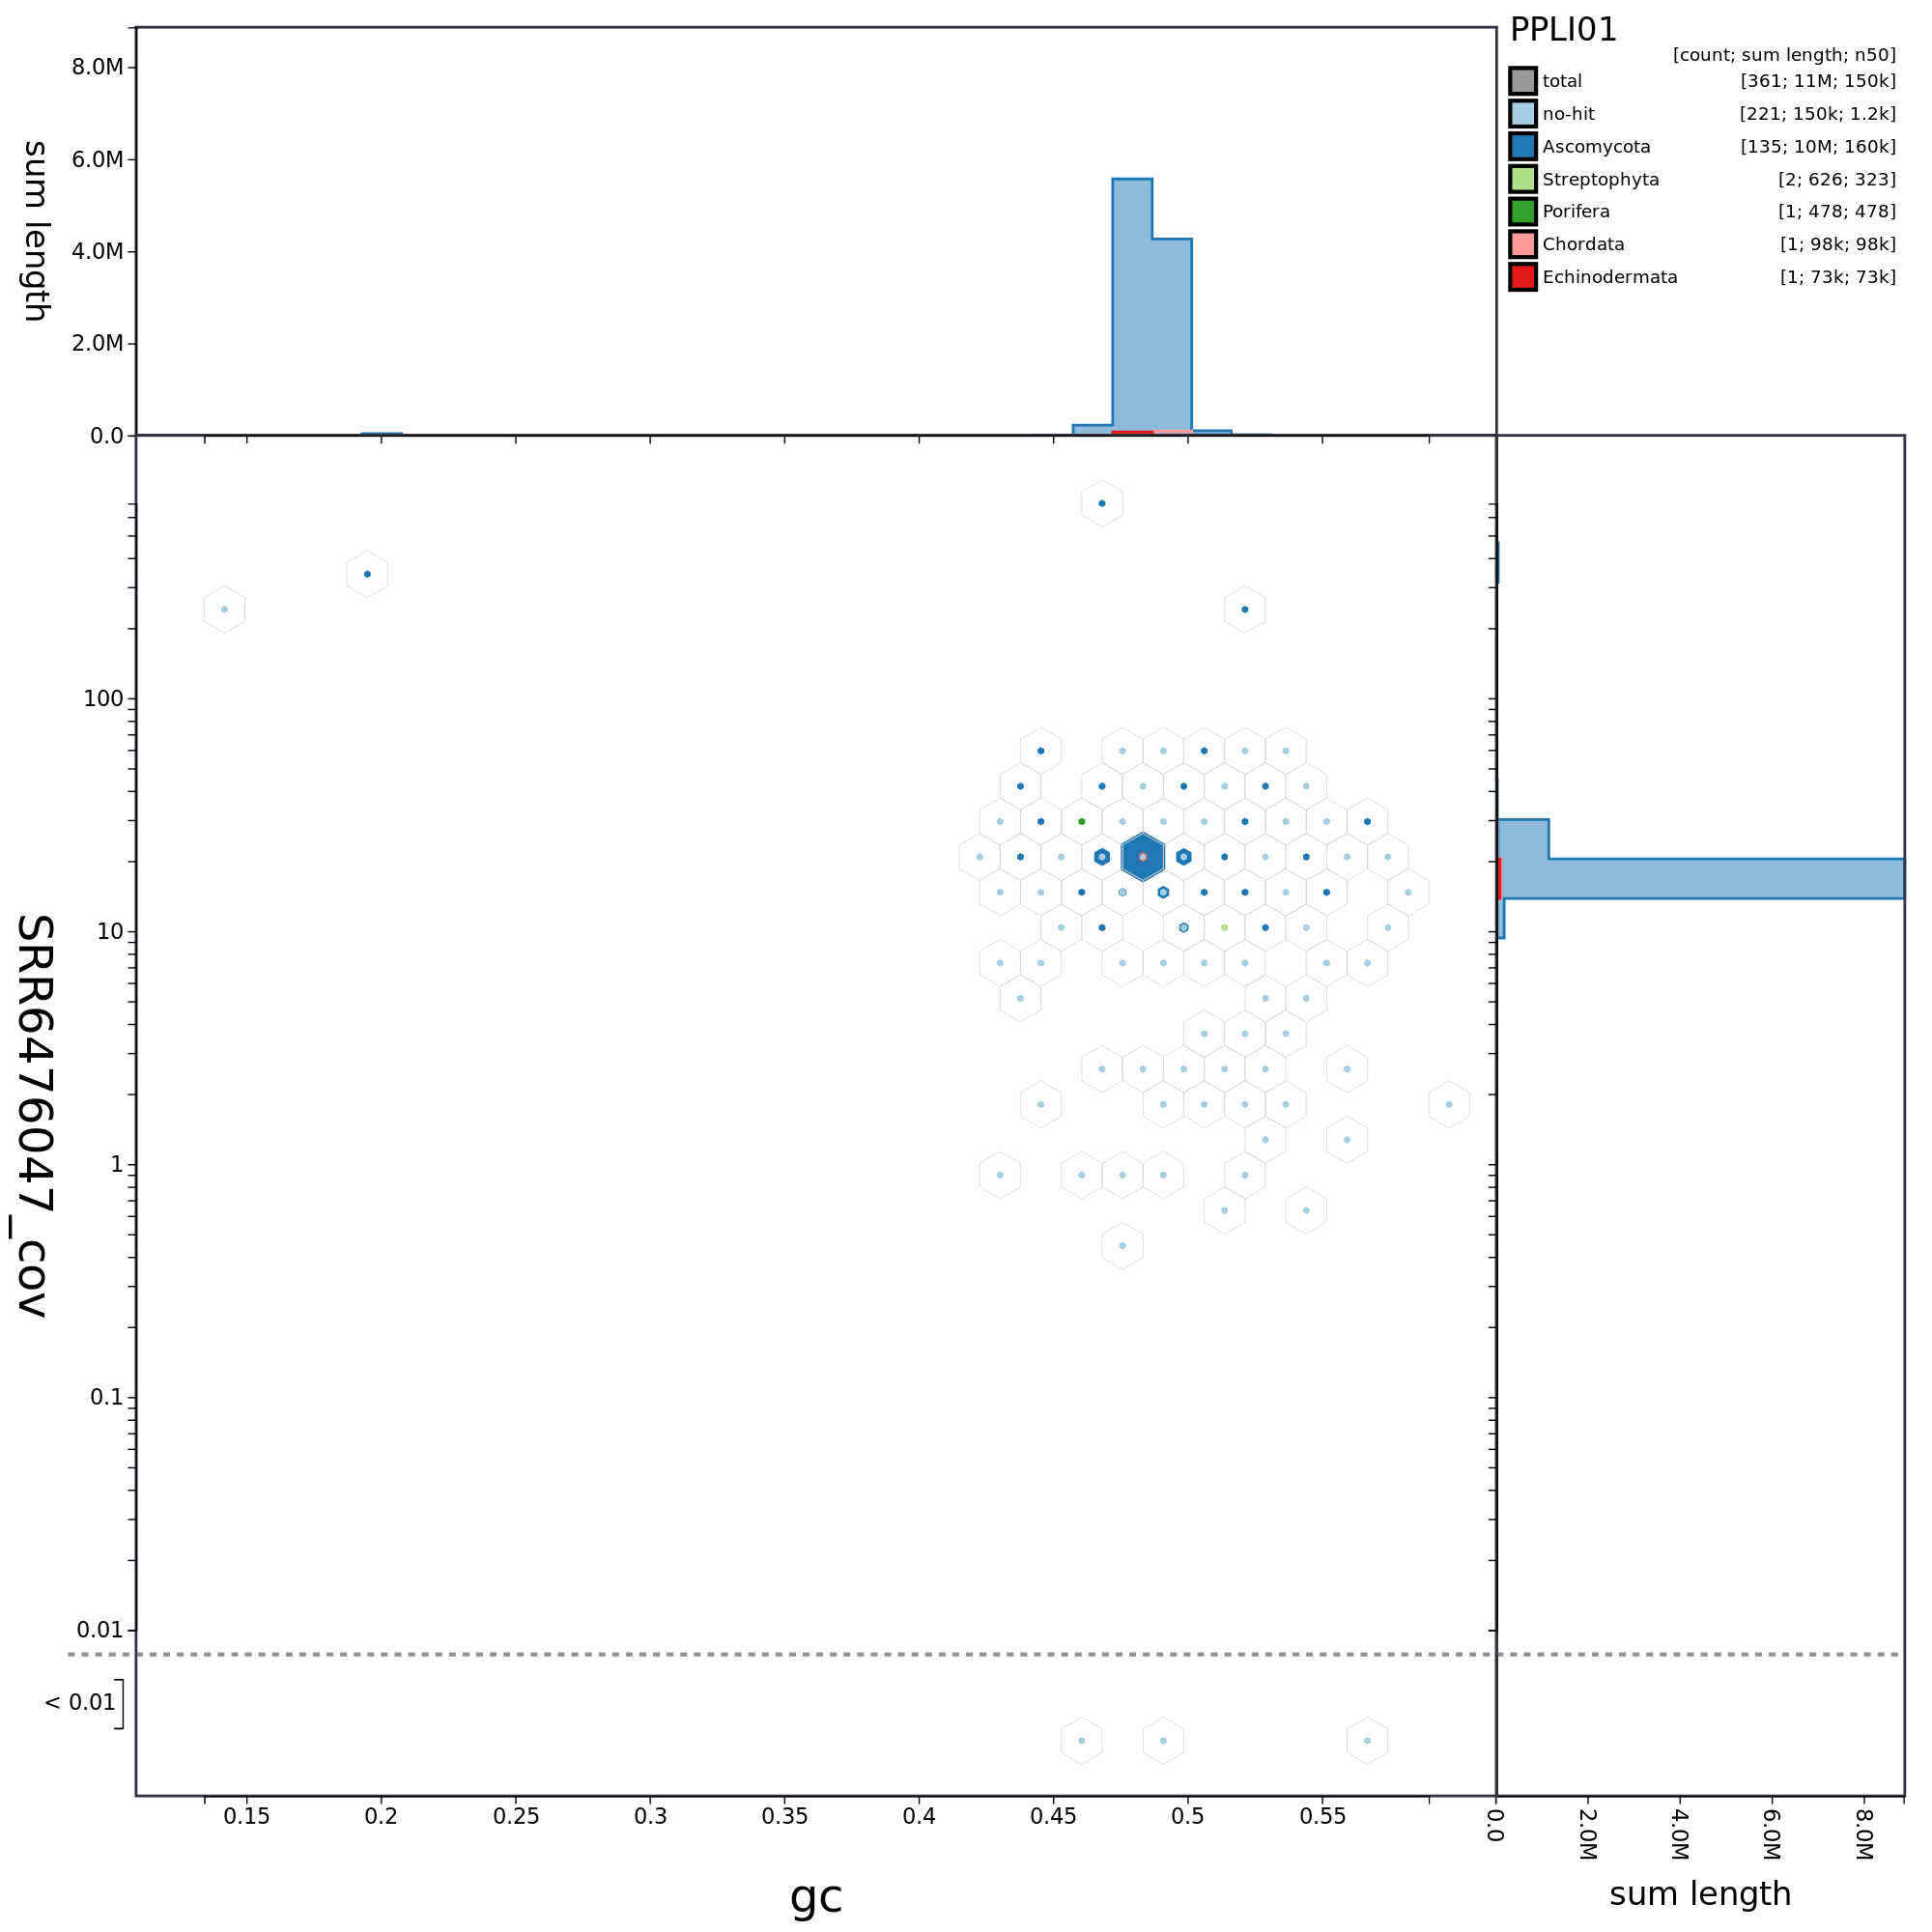 PPLI01
[count; sum length; n50]
total [361; 11M; 150k]
no-hit [221; 150k; 1.2k]
Ascomycota [135; 10M; 160k]
Streptophyta [2; 626; 323]
Porifera [1; 478; 478]
Chordata [1; 98k; 98k]
Echinodermata [1; 73k; 73k]
sum length
8.0M
6.0M
4.0M
2.0M
0.0
SRR6476047_cov
100
10
1
0.1
0.01
< 0.01
0.15 0.2 0.25 0.3 0.35 0.4 0.45 0.5 0.55
gc
0.0 2.0M 4.0M 6.0M 8.0M
sum length